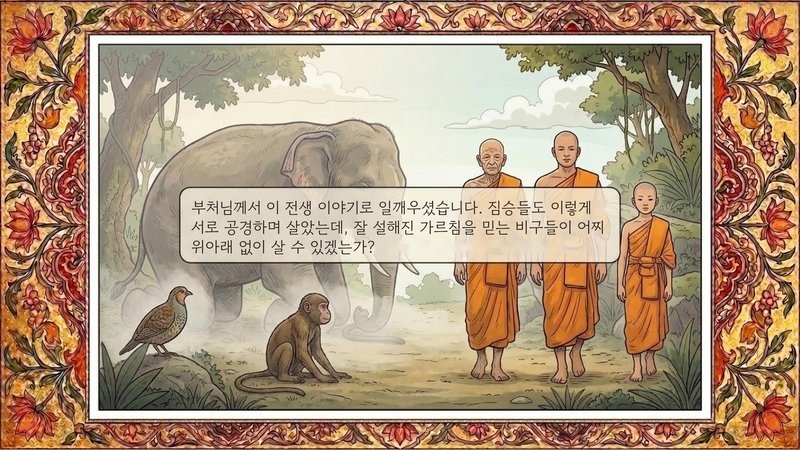 부처님께서 이 전생 이야기로 일깨우셨습니다. 짐승들도 이렇게
서로 공경하며 살았는데, 잘 설해진 가르침을 믿는 비구들이 어찌
위아래 없이 살 수 있겠는가?